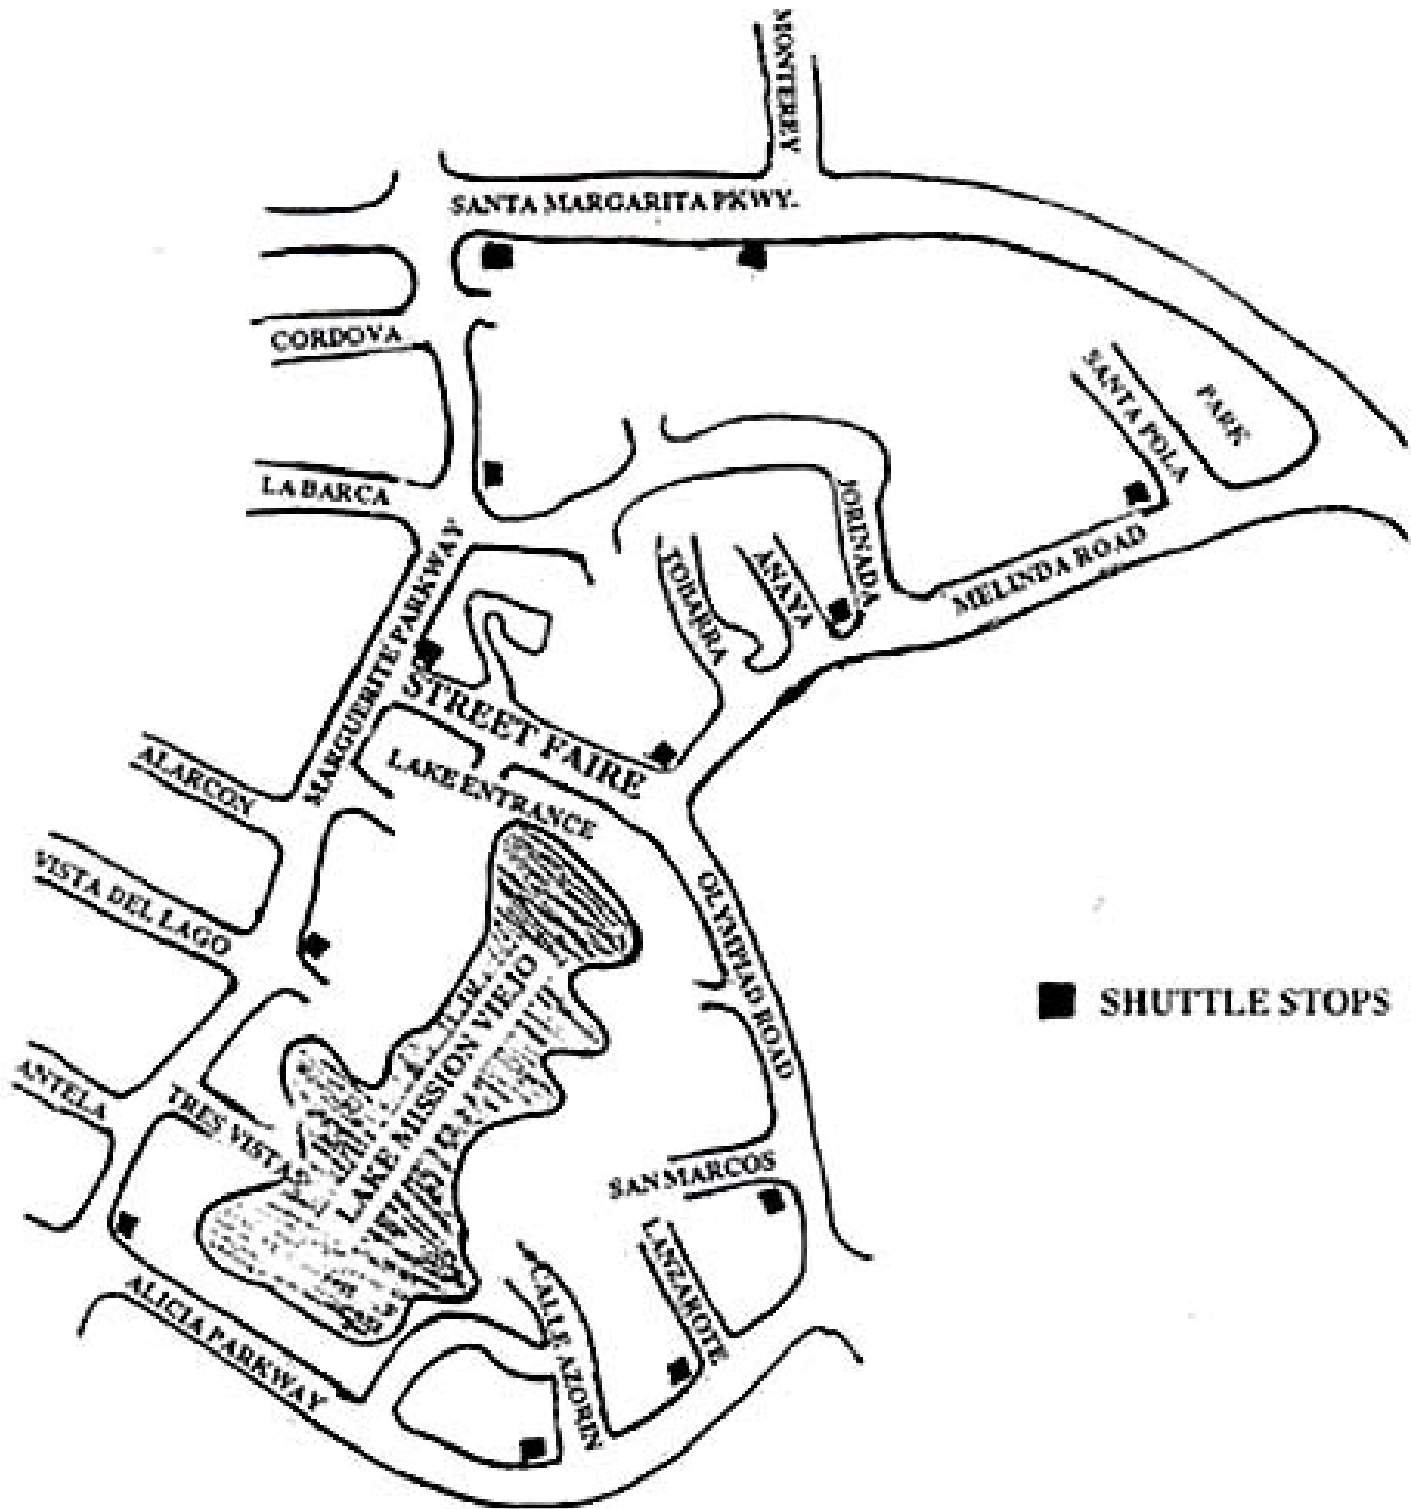 MONTEREY
SANTA MARGARITA PKWY.
CORDOVA
SANTA POLA
PARK
LA BARCA
JORINADA
MARGUERITE PARKWAY
TOBARRA
ANAYA
MELINDA ROAD
STREET FAIRE
ALARCON
LAKE ENTRANCE
VISTA DEL LAGO
OLYMPIAD ROAD
LAKE MISSION VIEJO
SHUTTLE STOPS
ANTELA
TRES VISTAS
SAN MARCOS
LANZAROTE
CALLE AZORIN
ALICIA PARKWAY